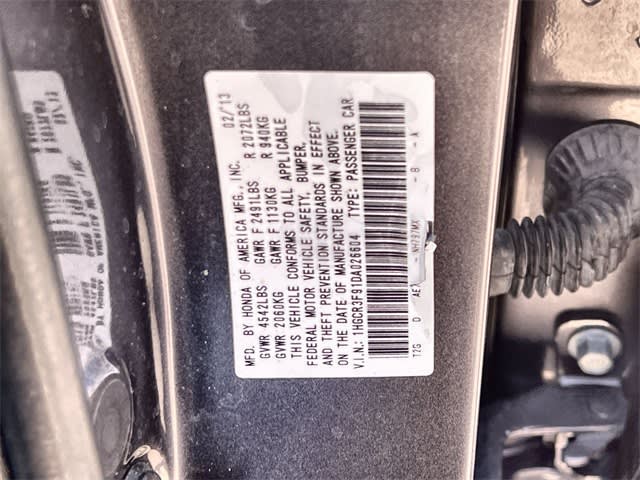 MFD. BY HONDA OF AMERICA MFG., INC. 02/13
GVWR 4542LBS GAWR F 2491LBS R 2072LBS
GVWR 2060KG GAWR F 1130KG R 940KG
THIS VEHICLE CONFORMS TO ALL APPLICABLE
FEDERAL MOTOR VEHICLE SAFETY, BUMPER,
AND THEFT PREVENTION STANDARDS IN EFFECT
ON THE DATE OF MANUFACTURE SHOWN ABOVE.
V.I.N.: 1HGCR3F91DA026604 TYPE: PASSENGER CAR
T2G D NH797MX - B - A